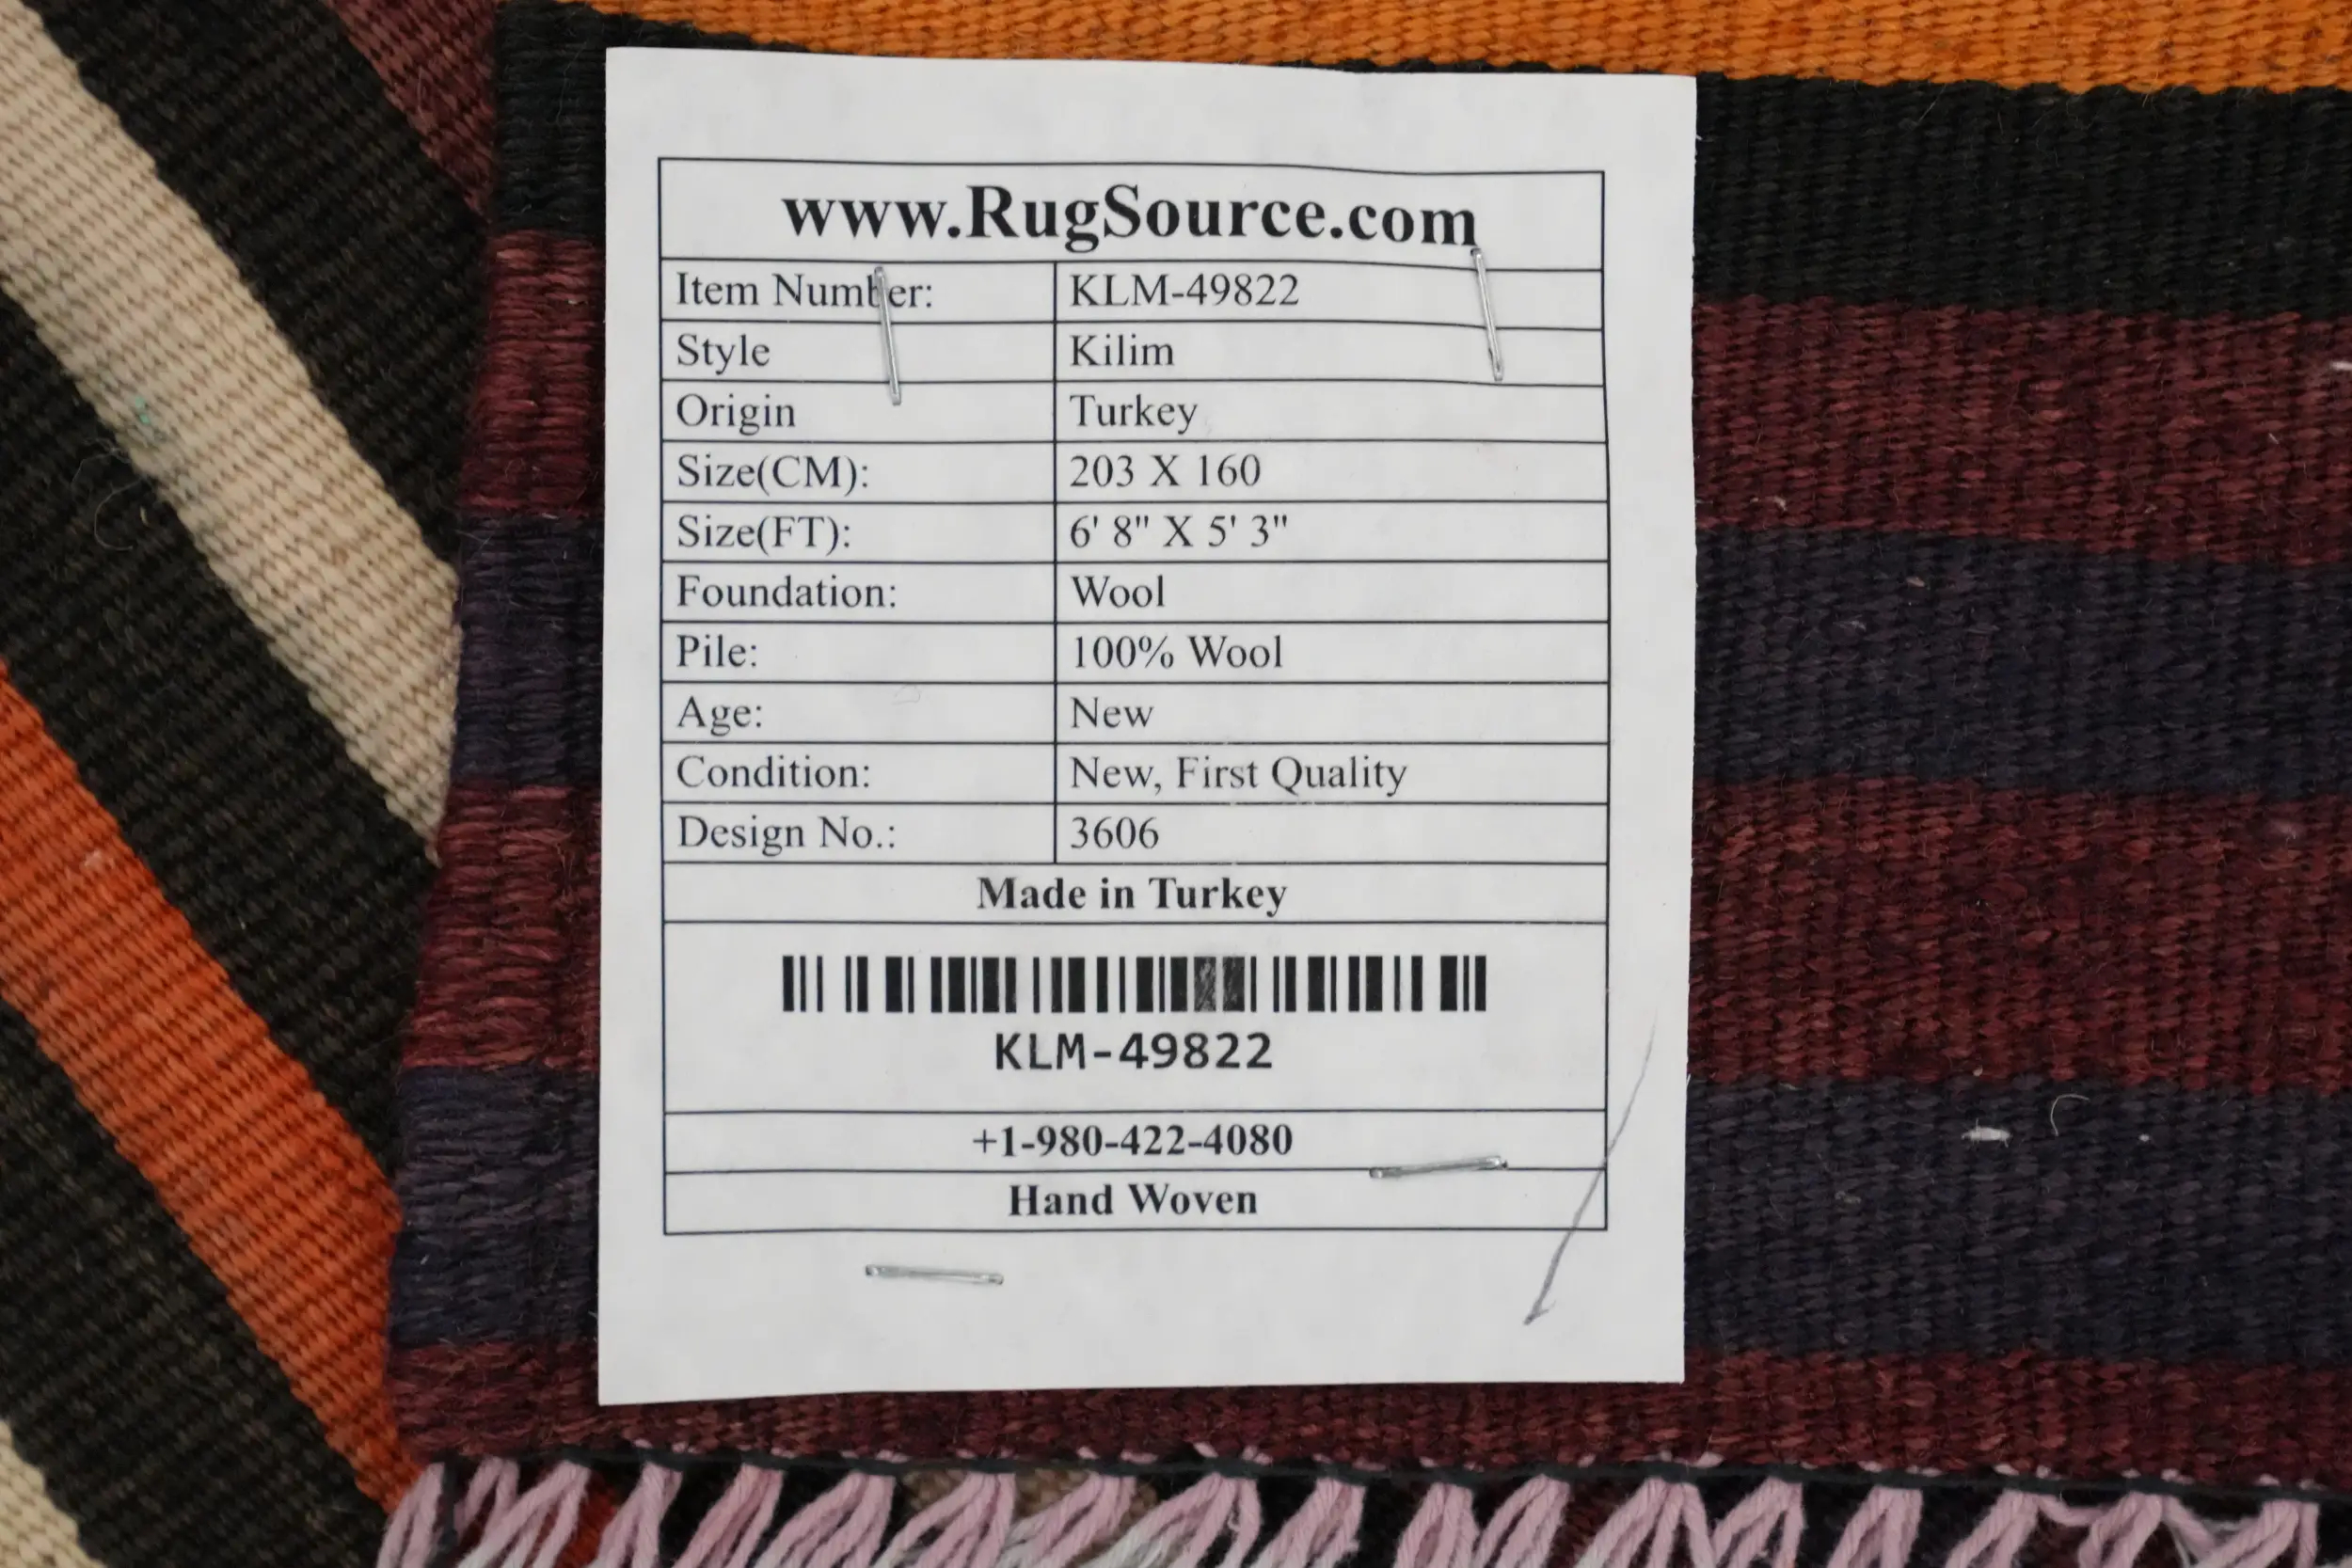 www.RugSource.com
Item Number: KLM-49822
Style Kilim
Origin Turkey
Size(CM): 203 X 160
Size(FT): 6' 8" X 5' 3"
Foundation: Wool
Pile: 100% Wool
Age: New
Condition: New, First Quality
Design No.: 3606
Made in Turkey
KLM-49822
+1-980-422-4080
Hand Woven